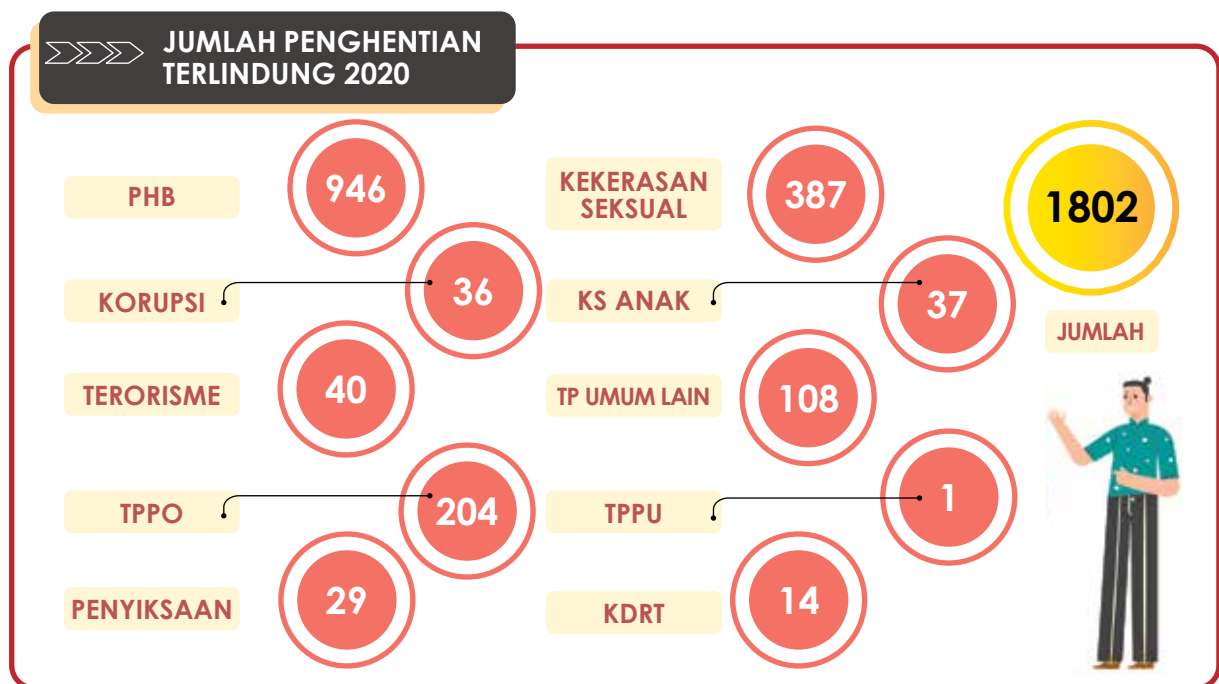 JUMLAH PENGHENTIAN
TERLINDUNG 2020
PHB
946
KORUPSI
36
TERORISME
40
TPPO
204
PENYIKSAAN
29
KEKERASAN
SEKSUAL
387
KS ANAK
37
TP UMUM LAIN
108
TPPU
1
KDRT
14
1802
JUMLAH